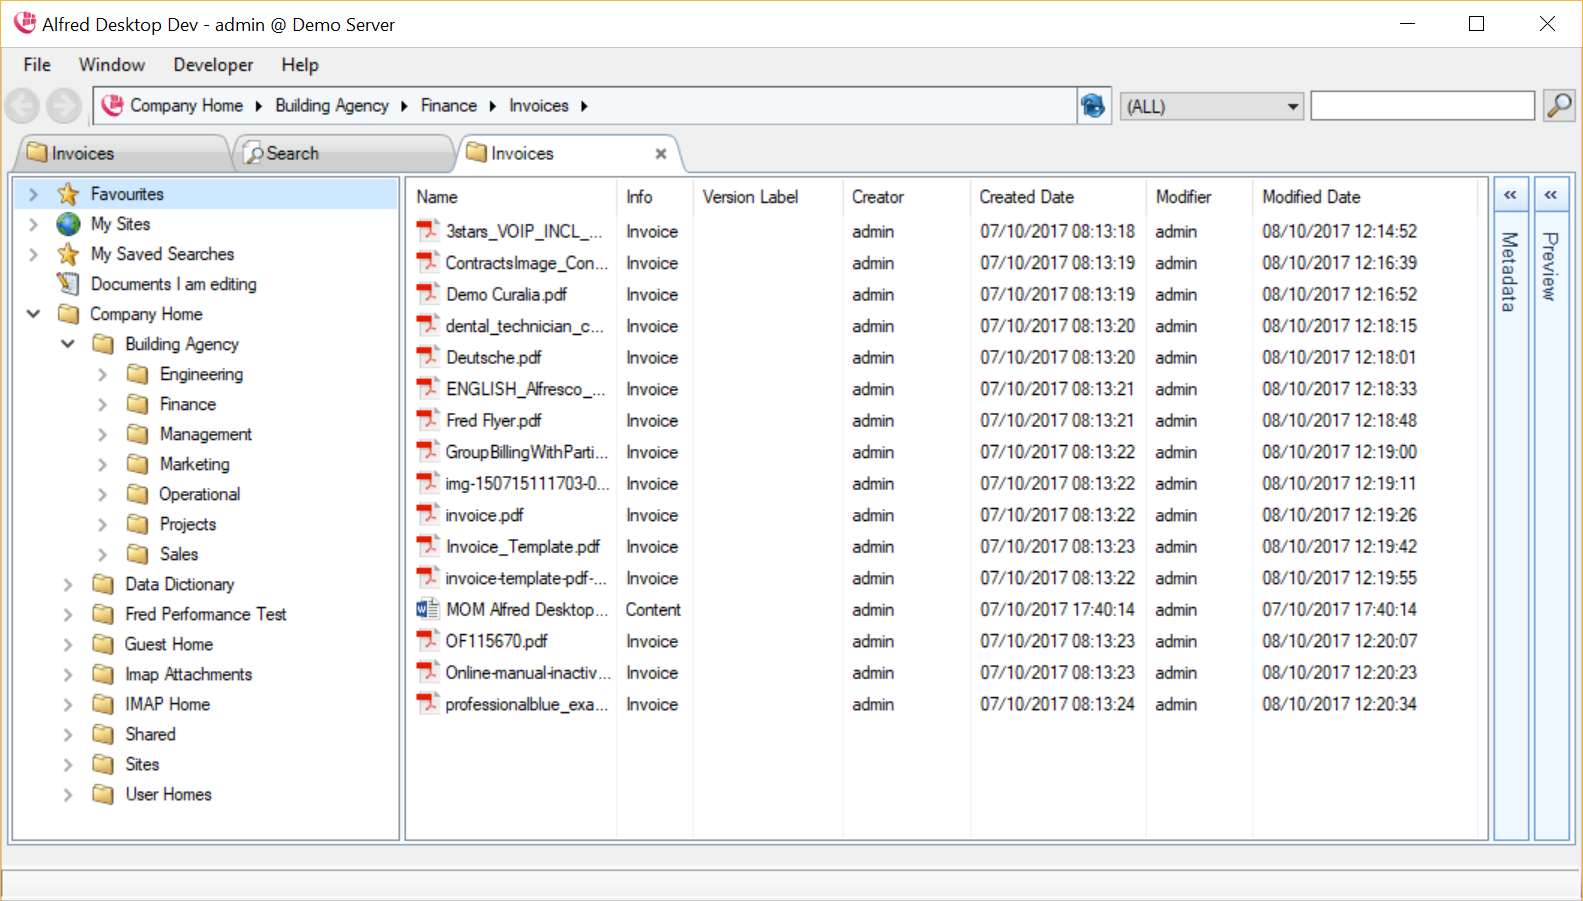 Alfred Desktop Dev - admin @ Demo Server
File Window Developer Help
Company Home Building Agency Finance Invoices (ALL)
Invoices Search Invoices
Favourites
My Sites
My Saved Searches
Documents I am editing
Company Home
Building Agency
Engineering
Finance
Management
Marketing
Operational
Projects
Sales
Data Dictionary
Fred Performance Test
Guest Home
Imap Attachments
IMAP Home
Shared
Sites
User Homes
Name Info Version Label Creator Created Date Modifier Modified Date
3stars_VOIP_INCL_... Invoice admin 07/10/2017 08:13:18 admin 08/10/2017 12:14:52
ContractsImage_Con... Invoice admin 07/10/2017 08:13:19 admin 08/10/2017 12:16:39
Demo Curalia.pdf Invoice admin 07/10/2017 08:13:19 admin 08/10/2017 12:16:52
dental_technician_c... Invoice admin 07/10/2017 08:13:20 admin 08/10/2017 12:18:15
Deutsche.pdf Invoice admin 07/10/2017 08:13:20 admin 08/10/2017 12:18:01
ENGLISH_Alfresco_... Invoice admin 07/10/2017 08:13:21 admin 08/10/2017 12:18:33
Fred Flyer.pdf Invoice admin 07/10/2017 08:13:21 admin 08/10/2017 12:18:48
GroupBillingWithParti... Invoice admin 07/10/2017 08:13:22 admin 08/10/2017 12:19:00
img-150715111703-0... Invoice admin 07/10/2017 08:13:22 admin 08/10/2017 12:19:11
invoice.pdf Invoice admin 07/10/2017 08:13:22 admin 08/10/2017 12:19:26
Invoice_Template.pdf Invoice admin 07/10/2017 08:13:23 admin 08/10/2017 12:19:42
invoice-template-pdf-... Invoice admin 07/10/2017 08:13:22 admin 08/10/2017 12:19:55
MOM Alfred Desktop... Content admin 07/10/2017 17:40:14 admin 07/10/2017 17:40:14
OF115670.pdf Invoice admin 07/10/2017 08:13:23 admin 08/10/2017 12:20:07
Online-manual-inactiv... Invoice admin 07/10/2017 08:13:23 admin 08/10/2017 12:20:23
professionalblue_exa... Invoice admin 07/10/2017 08:13:24 admin 08/10/2017 12:20:34
Metadata
Preview